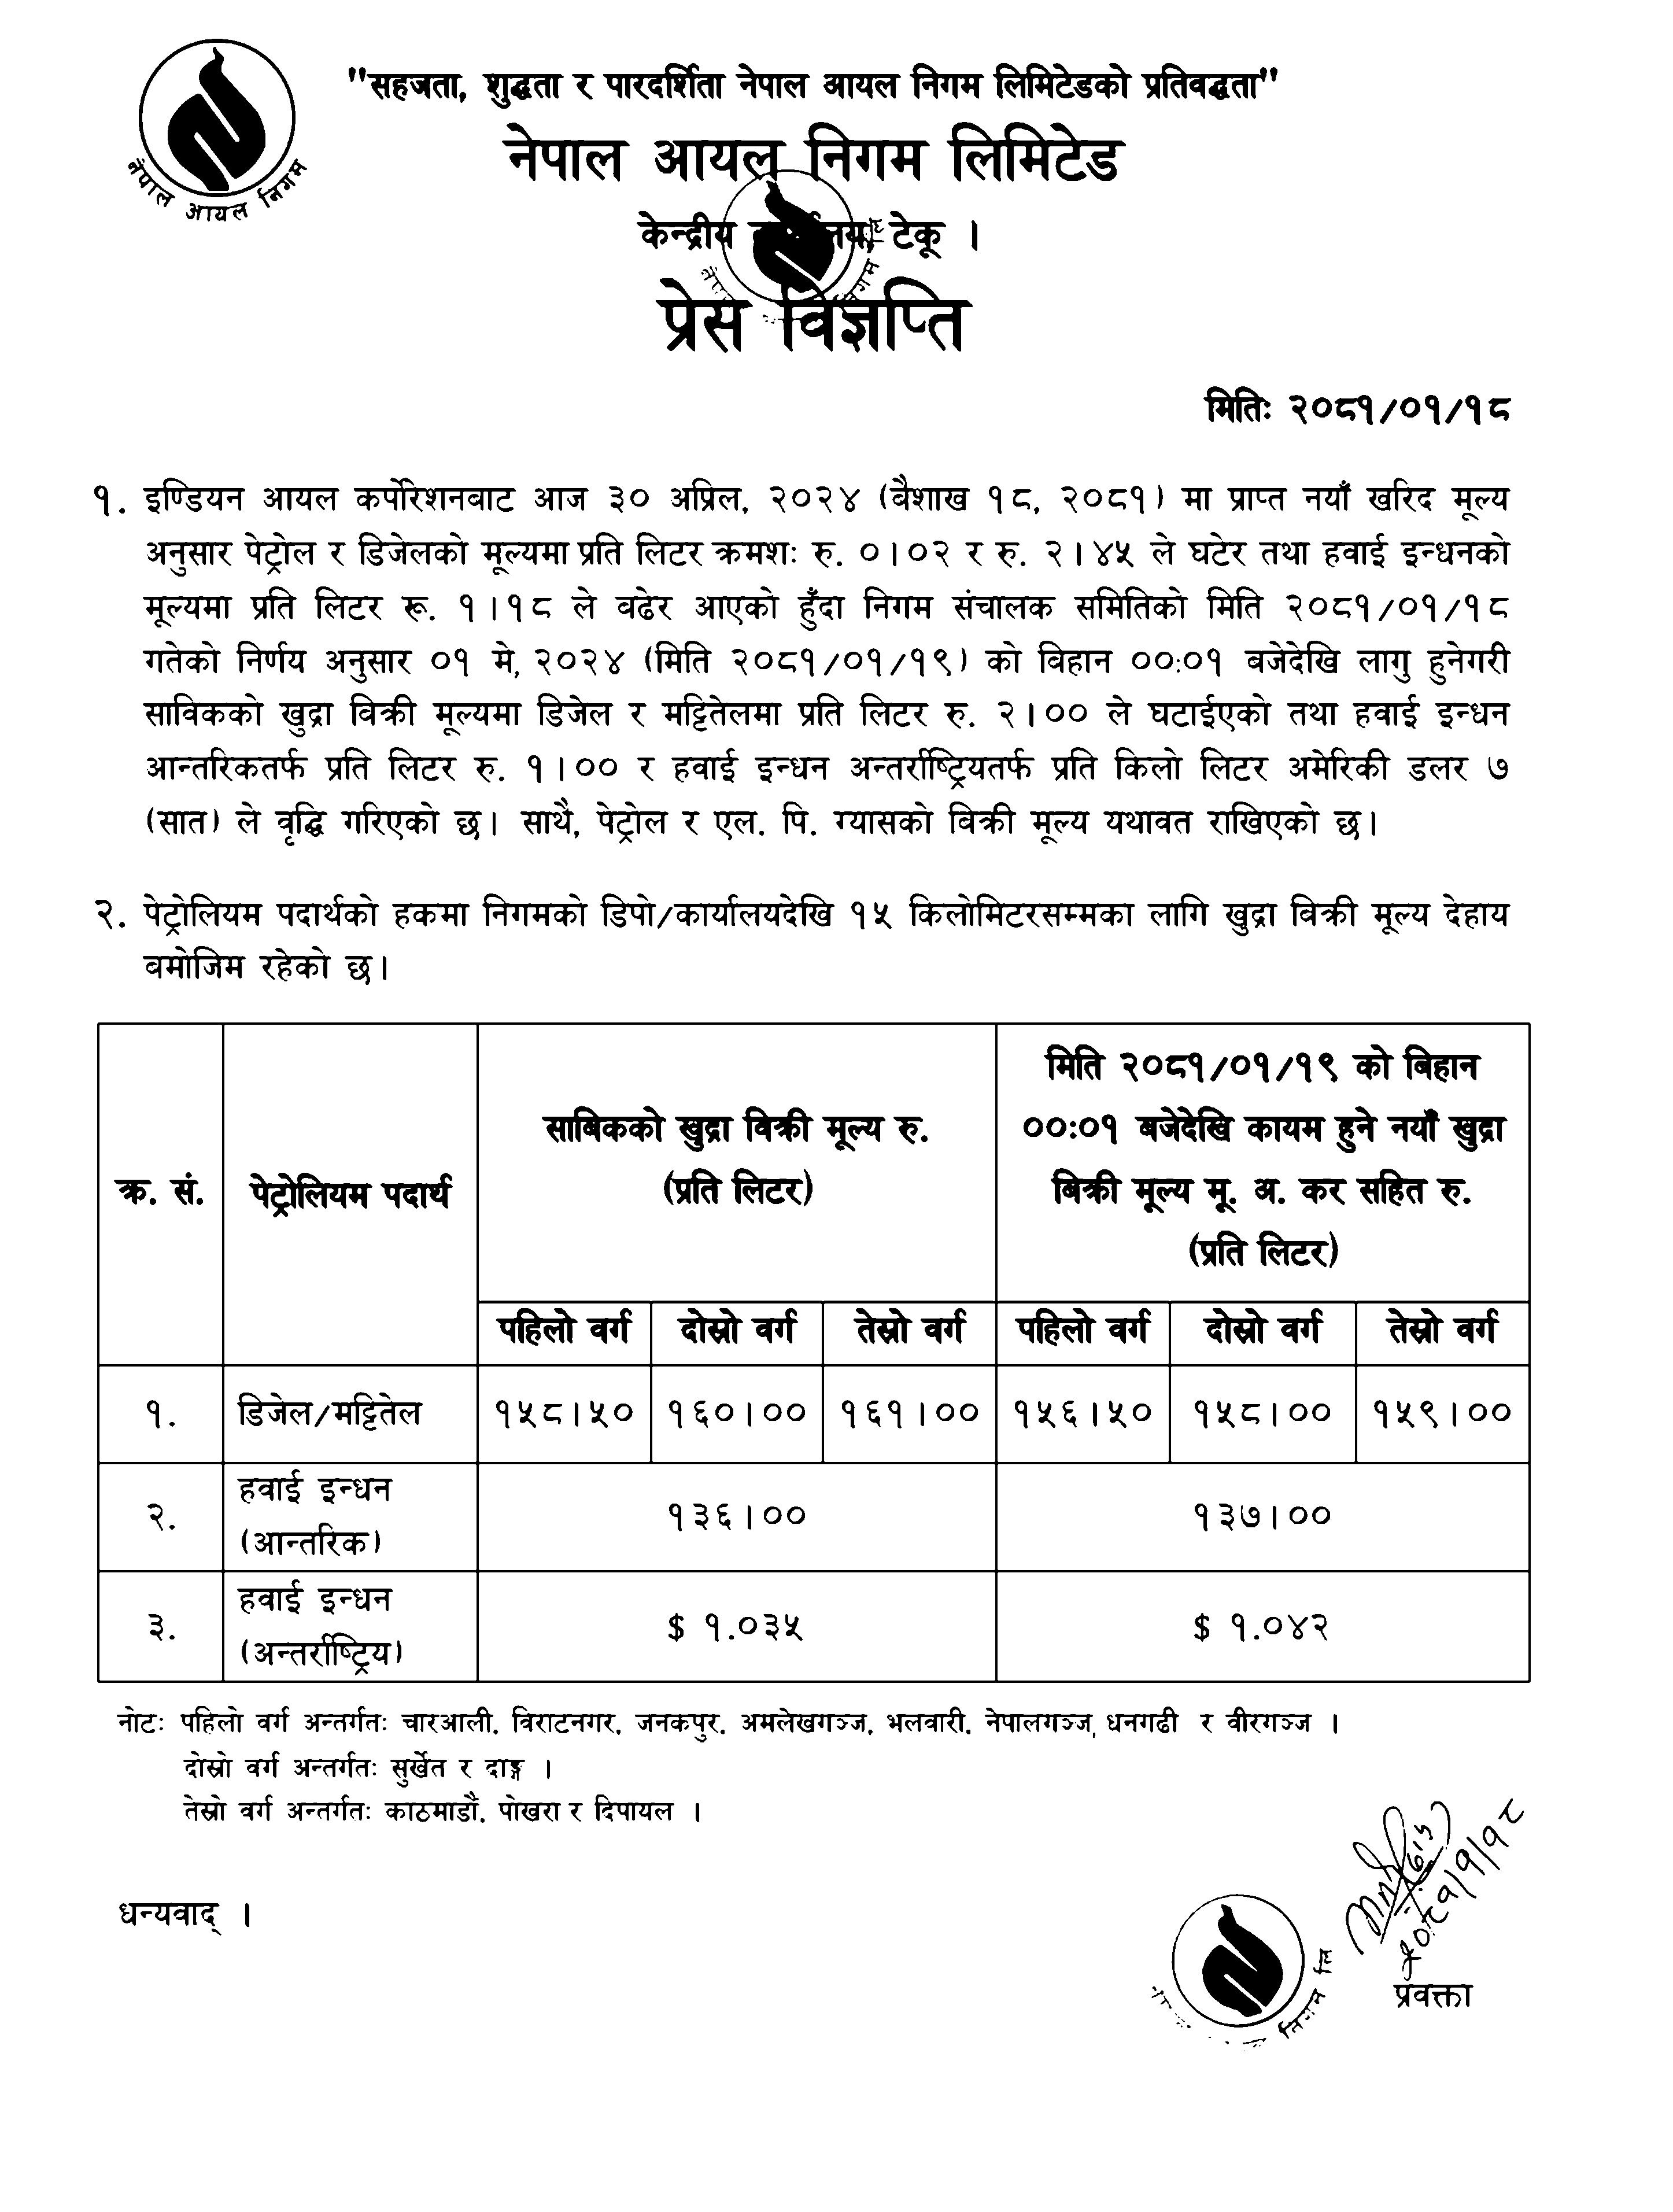 नेपाल आयल निगम
"सहजता, शुद्धता र पारदर्शिता नेपाल आयल निगम लिमिटेडको प्रतिवद्धता"
नेपाल आयल निगम लिमिटेड
केन्द्रीय कार्यालय, टेकू ।
प्रेस विज्ञप्ति
मितिः २०८१/०१/१८
१. इण्डियन आयल कर्पोरेशनबाट आज ३० अप्रिल, २०२४ (बैशाख १८, २०८१) मा प्राप्त नयाँ खरिद मूल्य
अनुसार पेट्रोल र डिजेलको मूल्यमा प्रति लिटर क्रमशः रु. ०।०२ र रु. २।४५ ले घटेर तथा हवाई इन्धनको
मूल्यमा प्रति लिटर रू. १।१८ ले बढेर आएको हुँदा निगम संचालक समितिको मिति २०८१/०१/१८
गतेको निर्णय अनुसार ०१ मे, २०२४ (मिति २०८१/०१/१९) को विहान ००:०१ बजेदेखि लागु हुनेगरी
साविकको खुद्रा विक्री मूल्यमा डिजेल र मट्टितेलमा प्रति लिटर रु. २।०० ले घटाईएको तथा हवाई इन्धन
आन्तरिकतर्फ प्रति लिटर रु. १।०० र हवाई इन्धन अन्तर्राष्ट्रियतर्फ प्रति किलो लिटर अमेरिकी डलर ७
(सात) ले वृद्धि गरिएको छ। साथै, पेट्रोल र एल. पि. ग्यासको बिक्री मूल्य यथावत राखिएको छ।
२. पेट्रोलियम पदार्थको हकमा निगमको डिपो/कार्यालयदेखि १५ किलोमिटरसम्मका लागि खुद्रा विक्री मूल्य देहाय
बमोजिम रहेको छ।
क्र. सं.
पेट्रोलियम पदार्थ
साबिकको खुद्रा विक्री मूल्य रु.
(प्रति लिटर)
मिति २०८१/०१/१९ को बिहान
००:०१ बजेदेखि कायम हुने नयाँ खुद्रा
बिक्री मूल्य मू. अ. कर सहित रु.
(प्रति लिटर)
पहिलो वर्ग दोस्रो वर्ग तेस्रो वर्ग पहिलो वर्ग दोस्रो वर्ग तेस्रो वर्ग
१. डिजेल/मट्टितेल १५८।५० १६०।०० १६१।०० १५६।५० १५८।०० १५९।००
२. हवाई इन्धन
(आन्तरिक) १३६।०० १३७।००
३. हवाई इन्धन
(अन्तर्राष्ट्रिय) $ १.०३५ $ १.०४२
नोटः पहिलो वर्ग अन्तर्गतः चारआली, विराटनगर, जनकपुर, अमलेखगञ्ज, भलवारी, नेपालगञ्ज, धनगढी र वीरगञ्ज ।
दोस्रो वर्ग अन्तर्गतः सुर्खेत र दाङ्ग ।
तेस्रो वर्ग अन्तर्गतः काठमाडौं, पोखरा र दिपायल ।
धन्यवाद् ।
२०८१/१/१८
प्रवक्ता